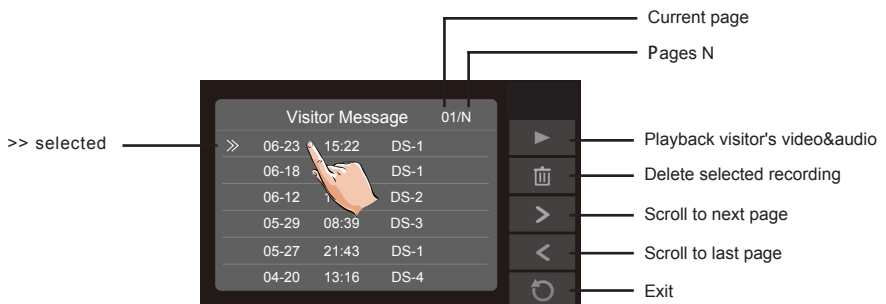 Current page
Pages N
Visitor Message 01/N
>> selected
>> 06-23 15:22 DS-1
06-18 DS-1
06-12 DS-2
05-29 08:39 DS-3
05-27 21:43 DS-1
04-20 13:16 DS-4
Playback visitor's video&audio
Delete selected recording
Scroll to next page
Scroll to last page
Exit